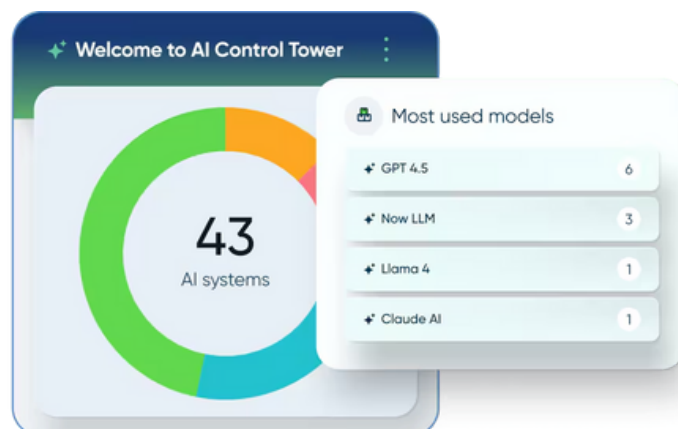 Welcome to AI Control Tower
43
AI systems
Most used models
GPT 4.5 6
Now LLM 3
Llama 4 1
Claude AI 1